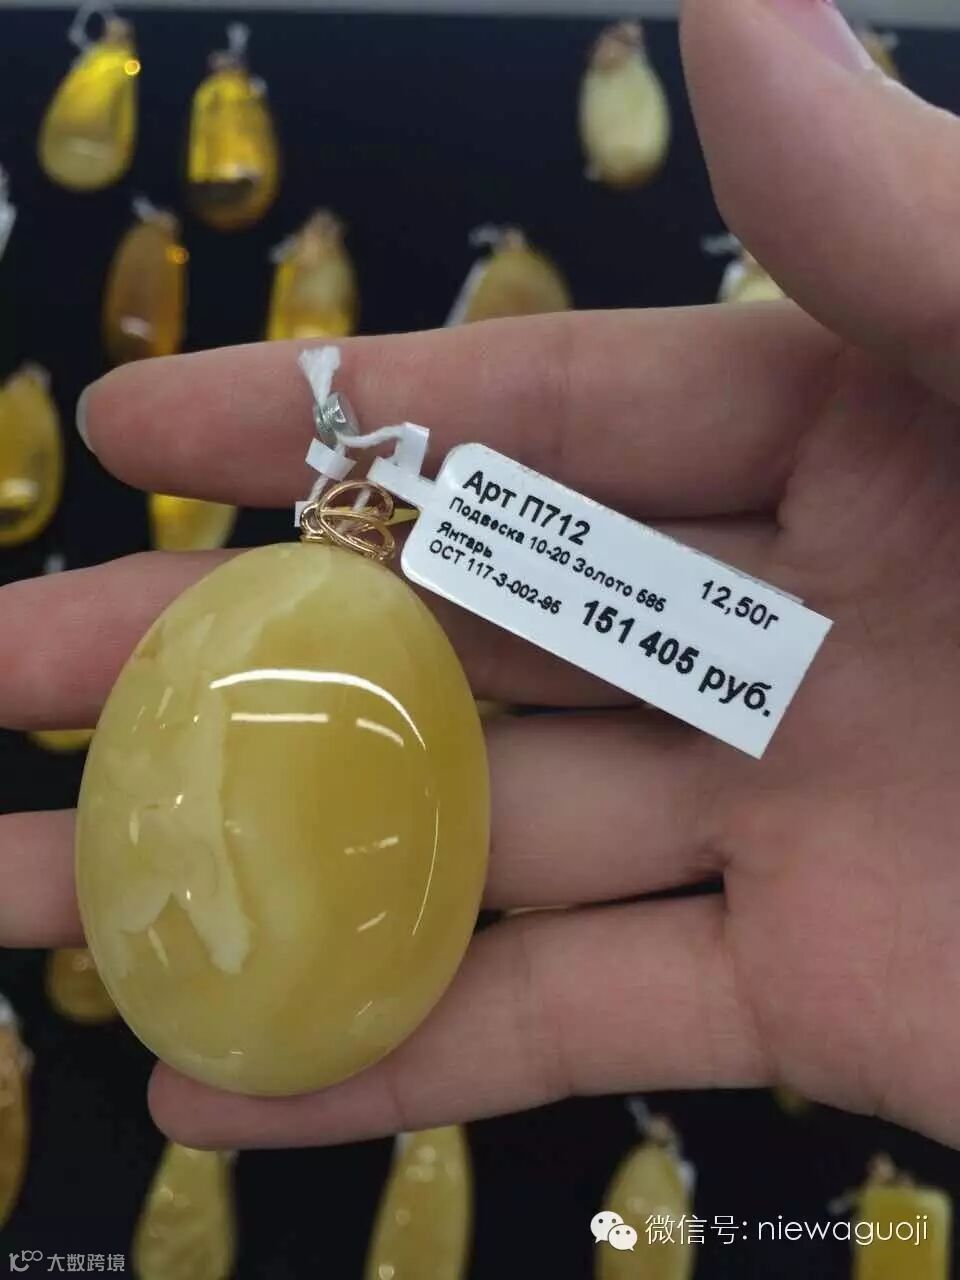 Арт П712
Подвеска 10-20 Золото 585
Янтарь
ОСТ 117-3-002-95
12,50г
151 405 руб.
微信号: niewaguoji
10100 大数跨境